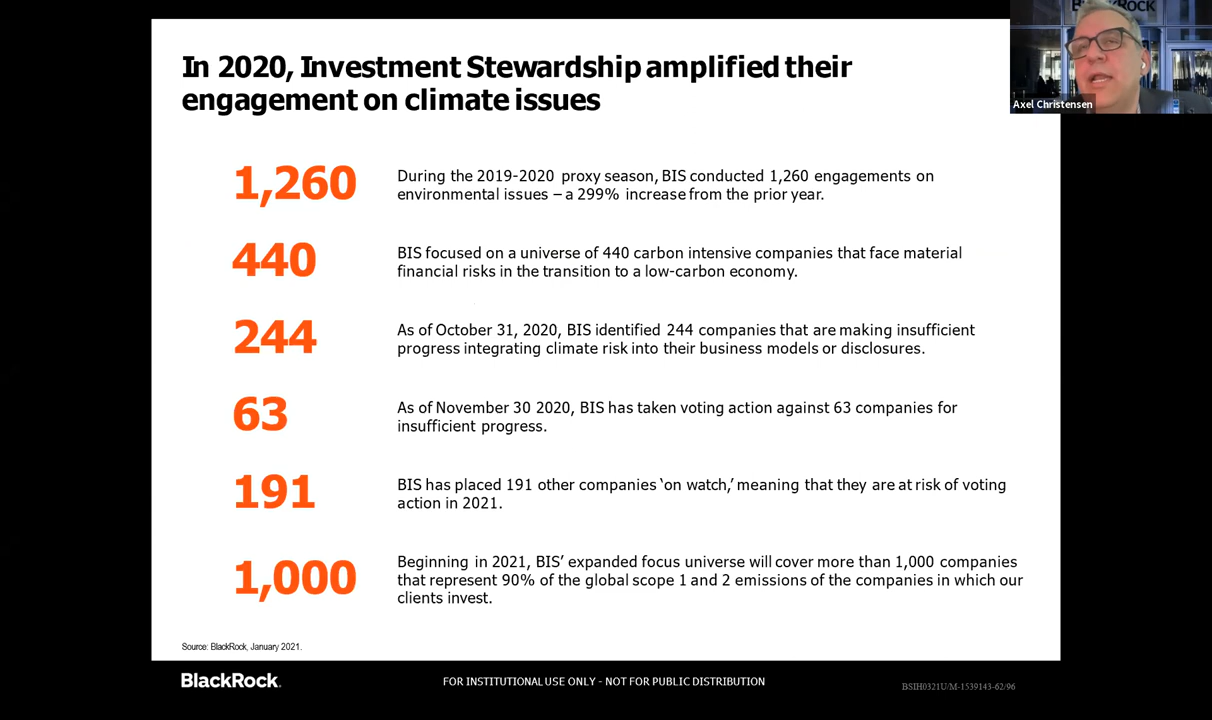 In 2020, Investment Stewardship amplified their
engagement on climate issues
1,260
During the 2019-2020 proxy season, BIS conducted 1,260 engagements on
environmental issues – a 299% increase from the prior year.
440
BIS focused on a universe of 440 carbon intensive companies that face material
financial risks in the transition to a low-carbon economy.
244
As of October 31, 2020, BIS identified 244 companies that are making insufficient
progress integrating climate risk into their business models or disclosures.
63
As of November 30 2020, BIS has taken voting action against 63 companies for
insufficient progress.
191
BIS has placed 191 other companies ‘on watch,’ meaning that they are at risk of voting
action in 2021.
1,000
Beginning in 2021, BIS’ expanded focus universe will cover more than 1,000 companies
that represent 90% of the global scope 1 and 2 emissions of the companies in which our
clients invest.
Source: BlackRock, January 2021.
BlackRock.
FOR INSTITUTIONAL USE ONLY - NOT FOR PUBLIC DISTRIBUTION
BSIH0321U/M-1539143-62/96
Axel Christensen